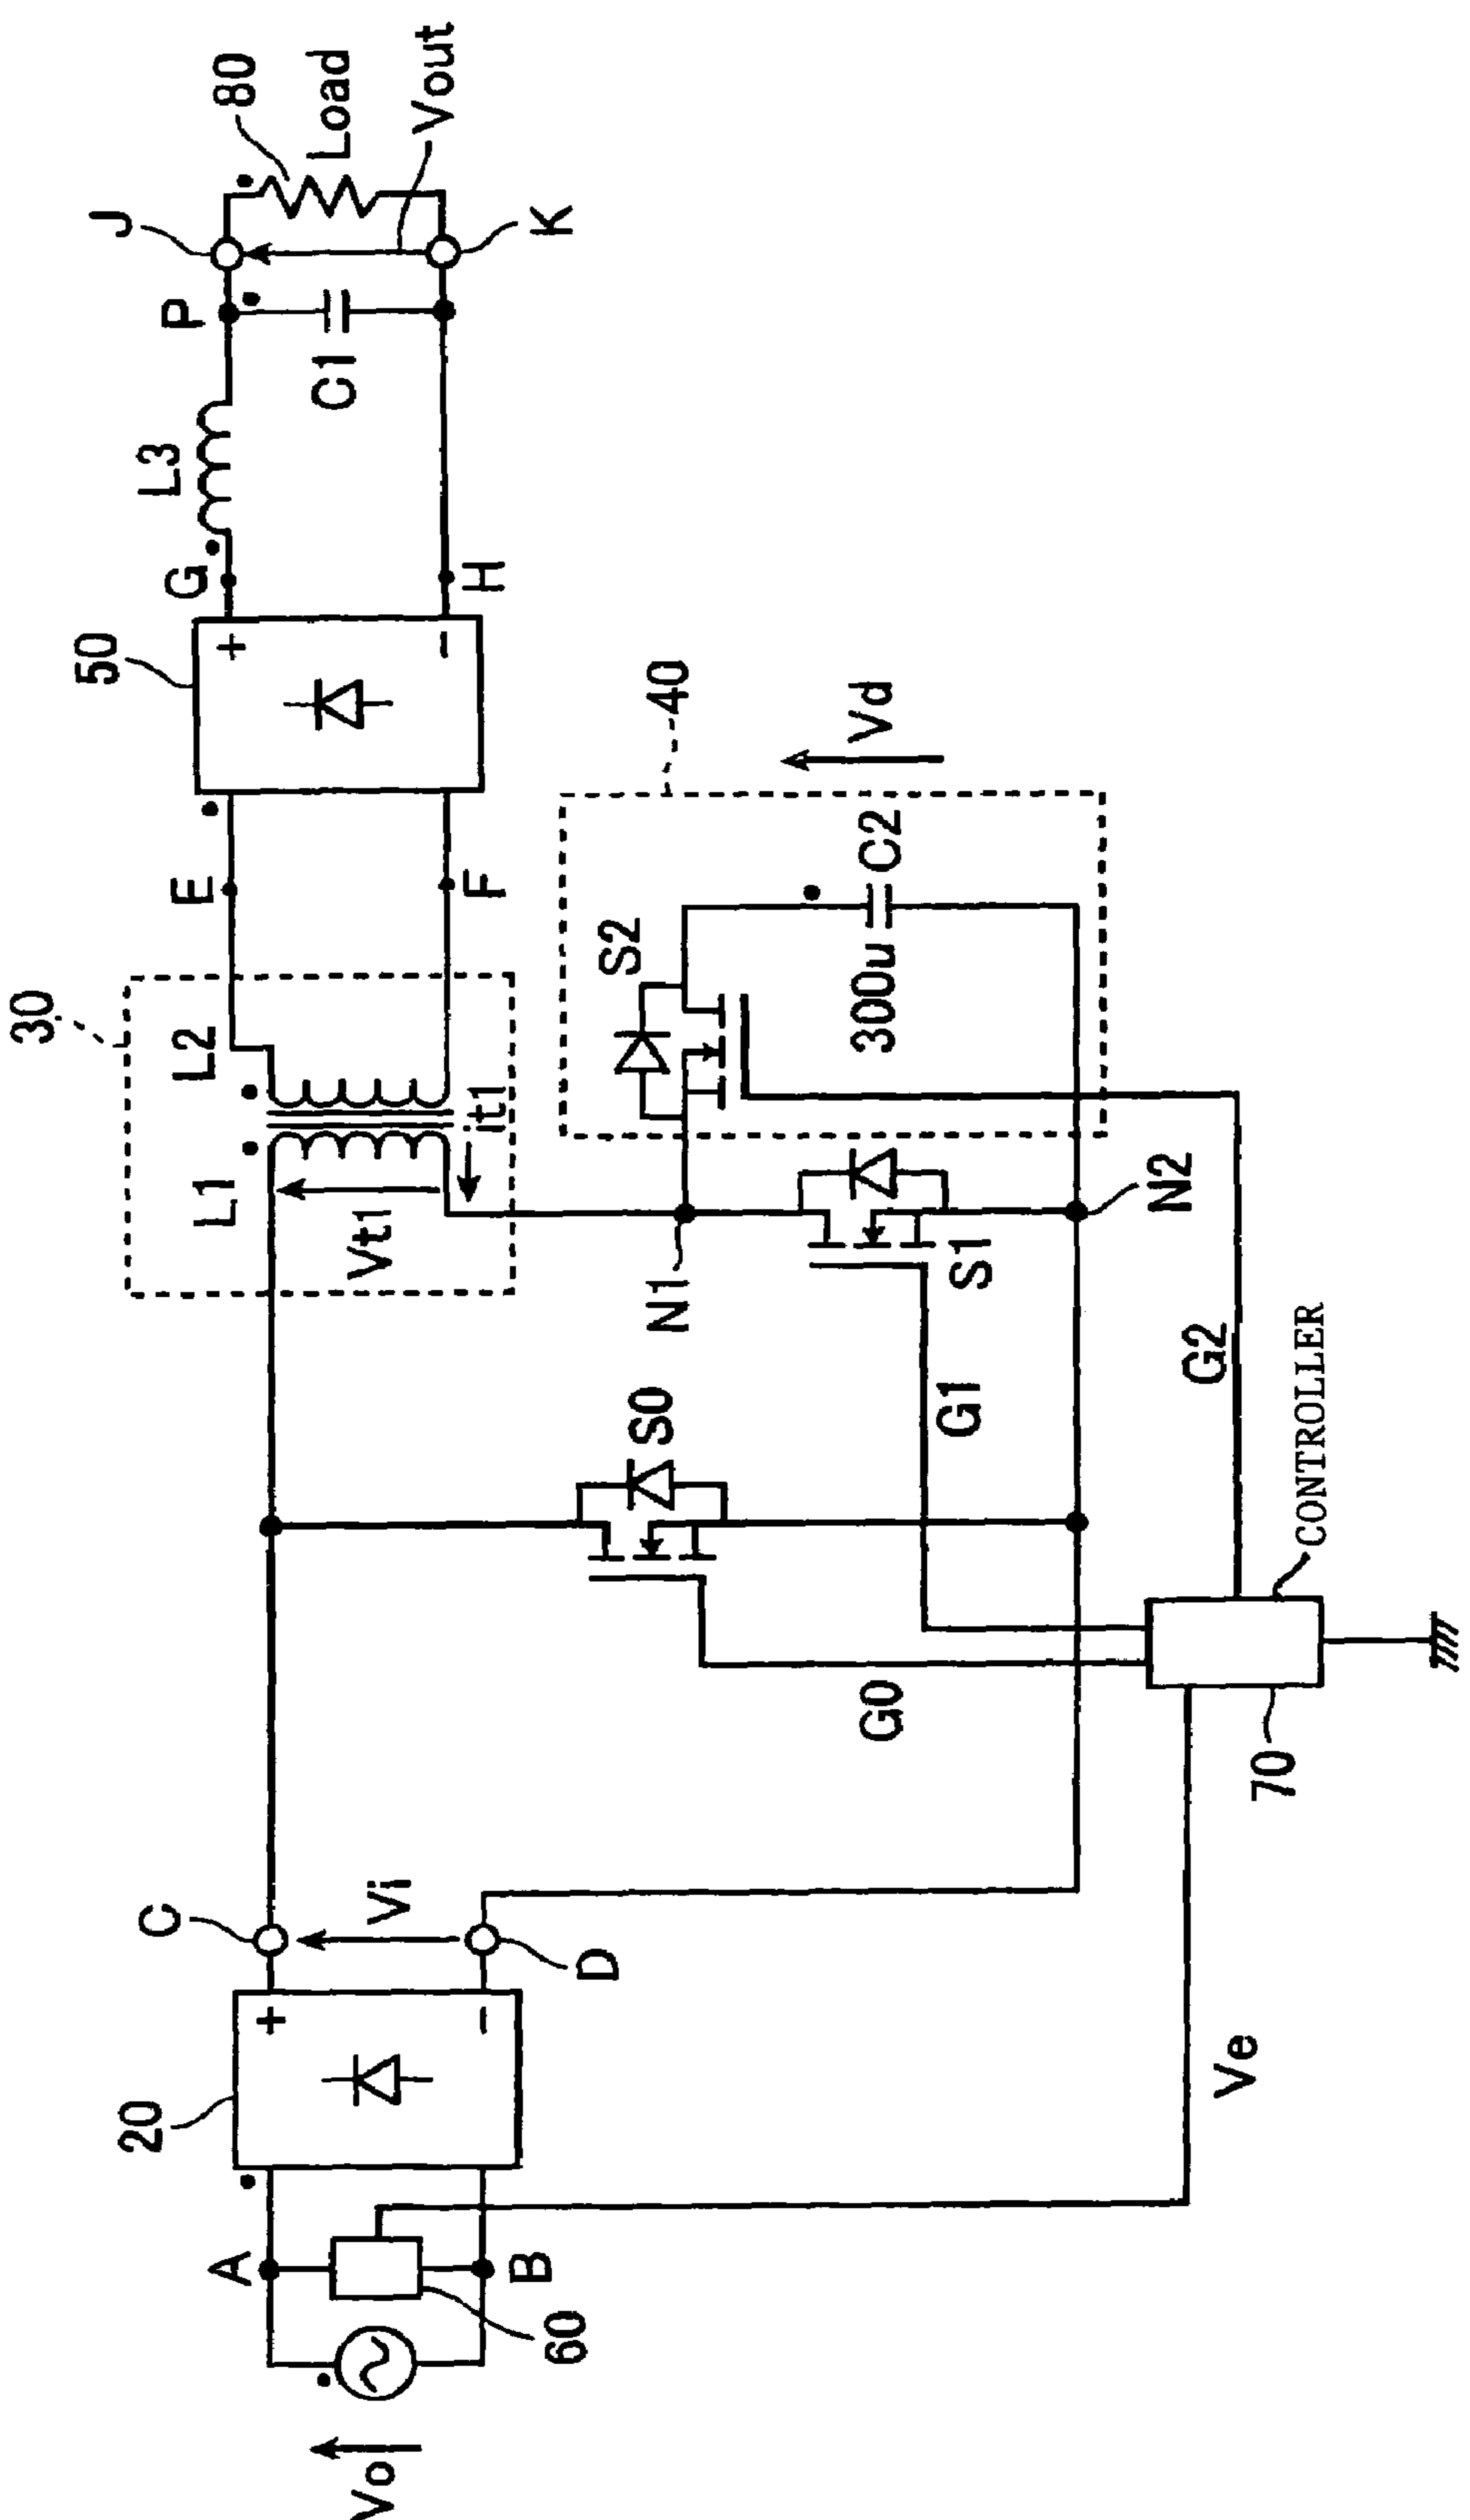 Vo
A
B
60
20
+
-
C
D
Vi
Ve
G0
70
CONTROLLER
S0
G1
G2
S1
N1
N2
30
L1
L2
Vt1
it1
S2
300u
C2
40
Vd
E
F
50
+
-
G
H
L3
P
C1
J
K
80
Load
Vout